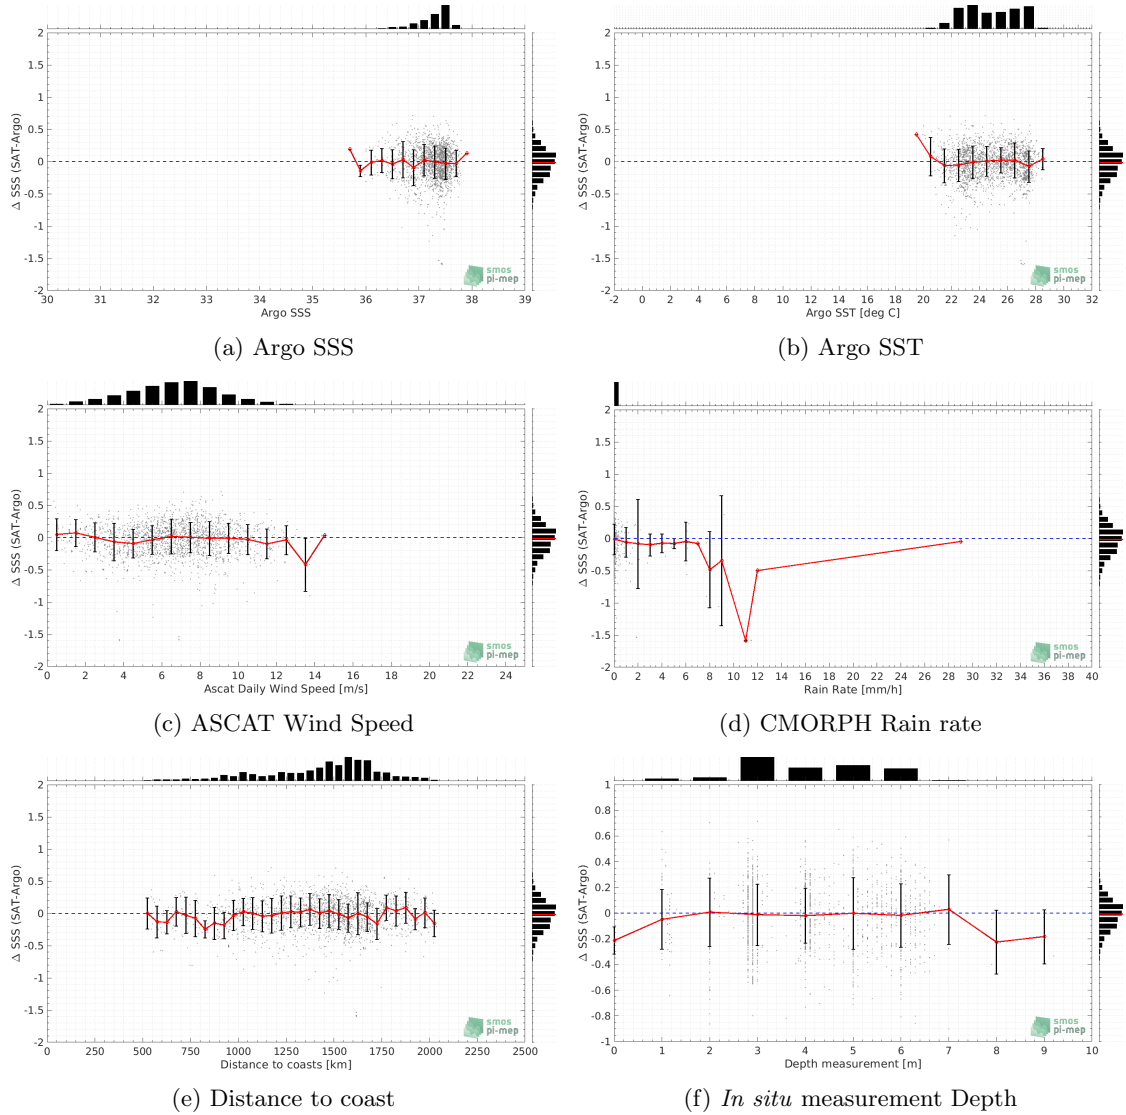 2
1.5
1
0.5
0
-0.5
-1
-1.5
-2
Δ SSS (SAT-Argo)
30 31 32 33 34 35 36 37 38 39
Argo SSS
smos
pi-mep
(a) Argo SSS
2
1.5
1
0.5
0
-0.5
-1
-1.5
-2
Δ SSS (SAT-Argo)
-2 0 2 4 6 8 10 12 14 16 18 20 22 24 26 28 30 32
Argo SST [deg C]
smos
pi-mep
(b) Argo SST
2
1.5
1
0.5
0
-0.5
-1
-1.5
-2
Δ SSS (SAT-Argo)
0 2 4 6 8 10 12 14 16 18 20 22 24
Ascat Daily Wind Speed [m/s]
smos
pi-mep
(c) ASCAT Wind Speed
2
1.5
1
0.5
0
-0.5
-1
-1.5
-2
Δ SSS (SAT-Argo)
0 2 4 6 8 10 12 14 16 18 20 22 24 26 28 30 32 34 36 38 40
Rain Rate [mm/h]
smos
pi-mep
(d) CMORPH Rain rate
2
1.5
1
0.5
0
-0.5
-1
-1.5
-2
Δ SSS (SAT-Argo)
0 250 500 750 1000 1250 1500 1750 2000 2250 2500
Distance to coasts [km]
smos
pi-mep
(e) Distance to coast
1
0.8
0.6
0.4
0.2
0
-0.2
-0.4
-0.6
-0.8
-1
Δ SSS (SAT-Argo)
0 1 2 3 4 5 6 7 8 9 10
Depth measurement [m]
smos
pi-mep
(f) In situ measurement Depth